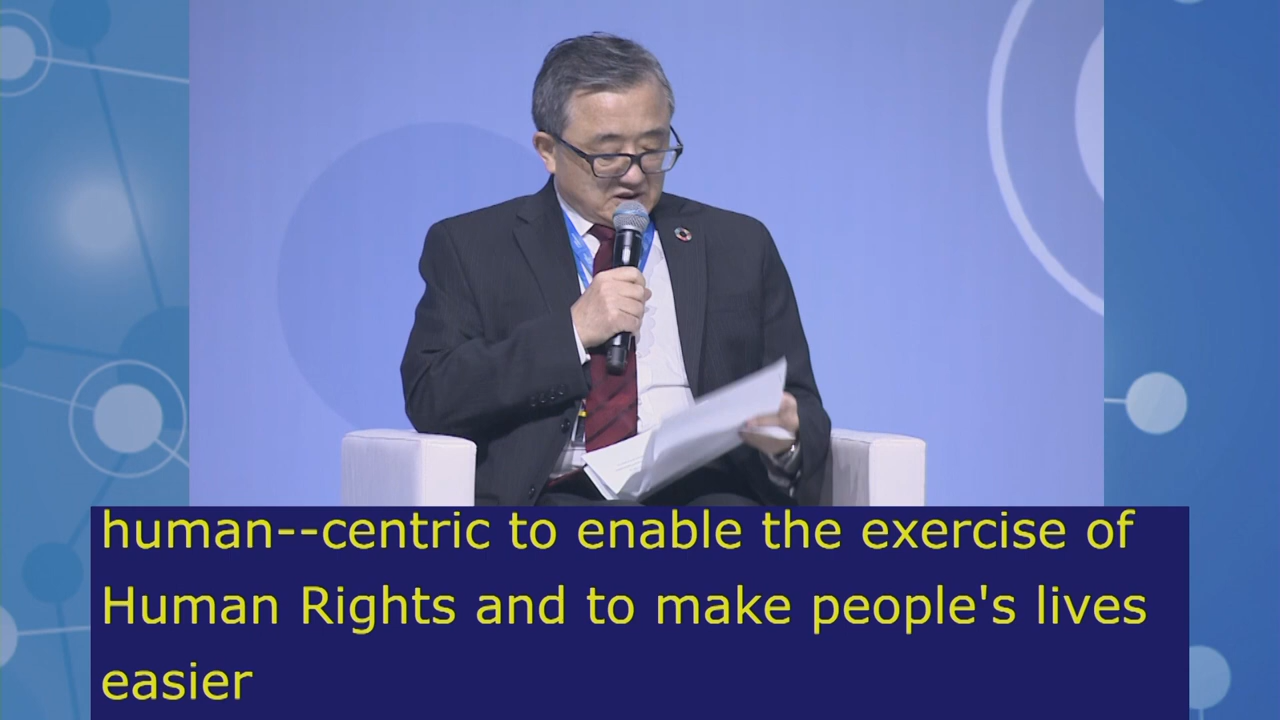 human--centric to enable the exercise of
Human Rights and to make people's lives
easier